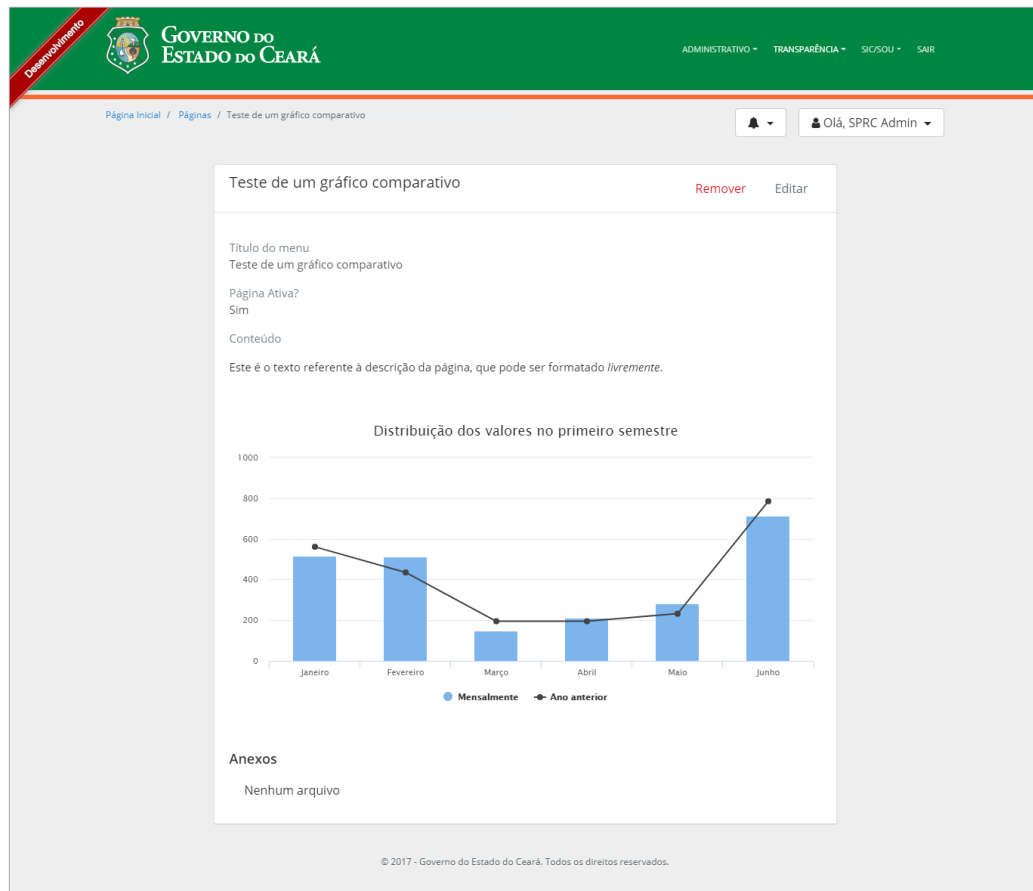 Desenvolvimento
GOVERNO DO
ESTADO DO CEARÁ
ADMINISTRATIVO TRANSPARÊNCIA SIC/SOU SAIR
Página Inicial / Páginas / Teste de um gráfico comparativo
Olá, SPRC Admin
Teste de um gráfico comparativo
Remover Editar
Título do menu
Teste de um gráfico comparativo
Página Ativa?
Sim
Conteúdo
Este é o texto referente à descrição da página, que pode ser formatado livremente.
Distribuição dos valores no primeiro semestre
1000
800
600
400
200
0
Janeiro Fevereiro Março Abril Maio Junho
Mensalmente Ano anterior
Anexos
Nenhum arquivo
© 2017 - Governo do Estado do Ceará. Todos os direitos reservados.